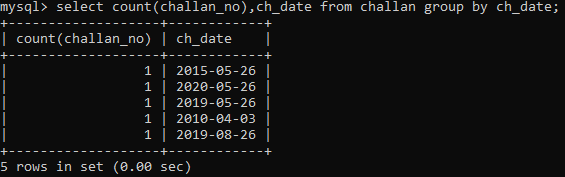 mysql> select count(challan_no),ch_date from challan group by ch_date;
+-------------------+------------+
| count(challan_no) | ch_date    |
+-------------------+------------+
|                 1 | 2015-05-26 |
|                 1 | 2020-05-26 |
|                 1 | 2019-05-26 |
|                 1 | 2010-04-03 |
|                 1 | 2019-08-26 |
+-------------------+------------+
5 rows in set (0.00 sec)